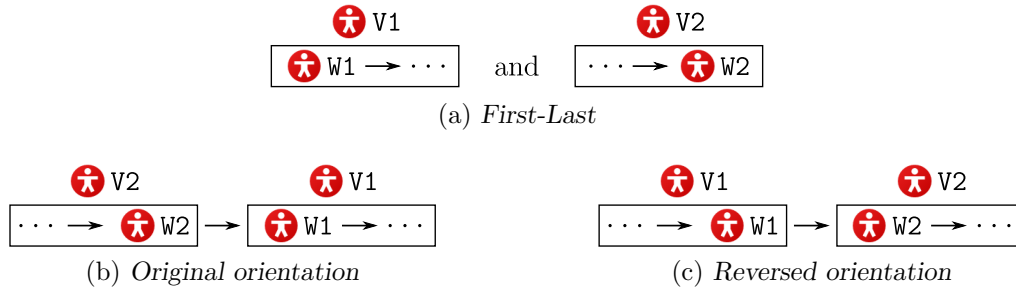 V1 V2
W1 ··· and ··· W2
(a) First-Last
V2 V1 V1 V2
··· W2 W1 ··· ··· W1 W2 ···
(b) Original orientation (c) Reversed orientation